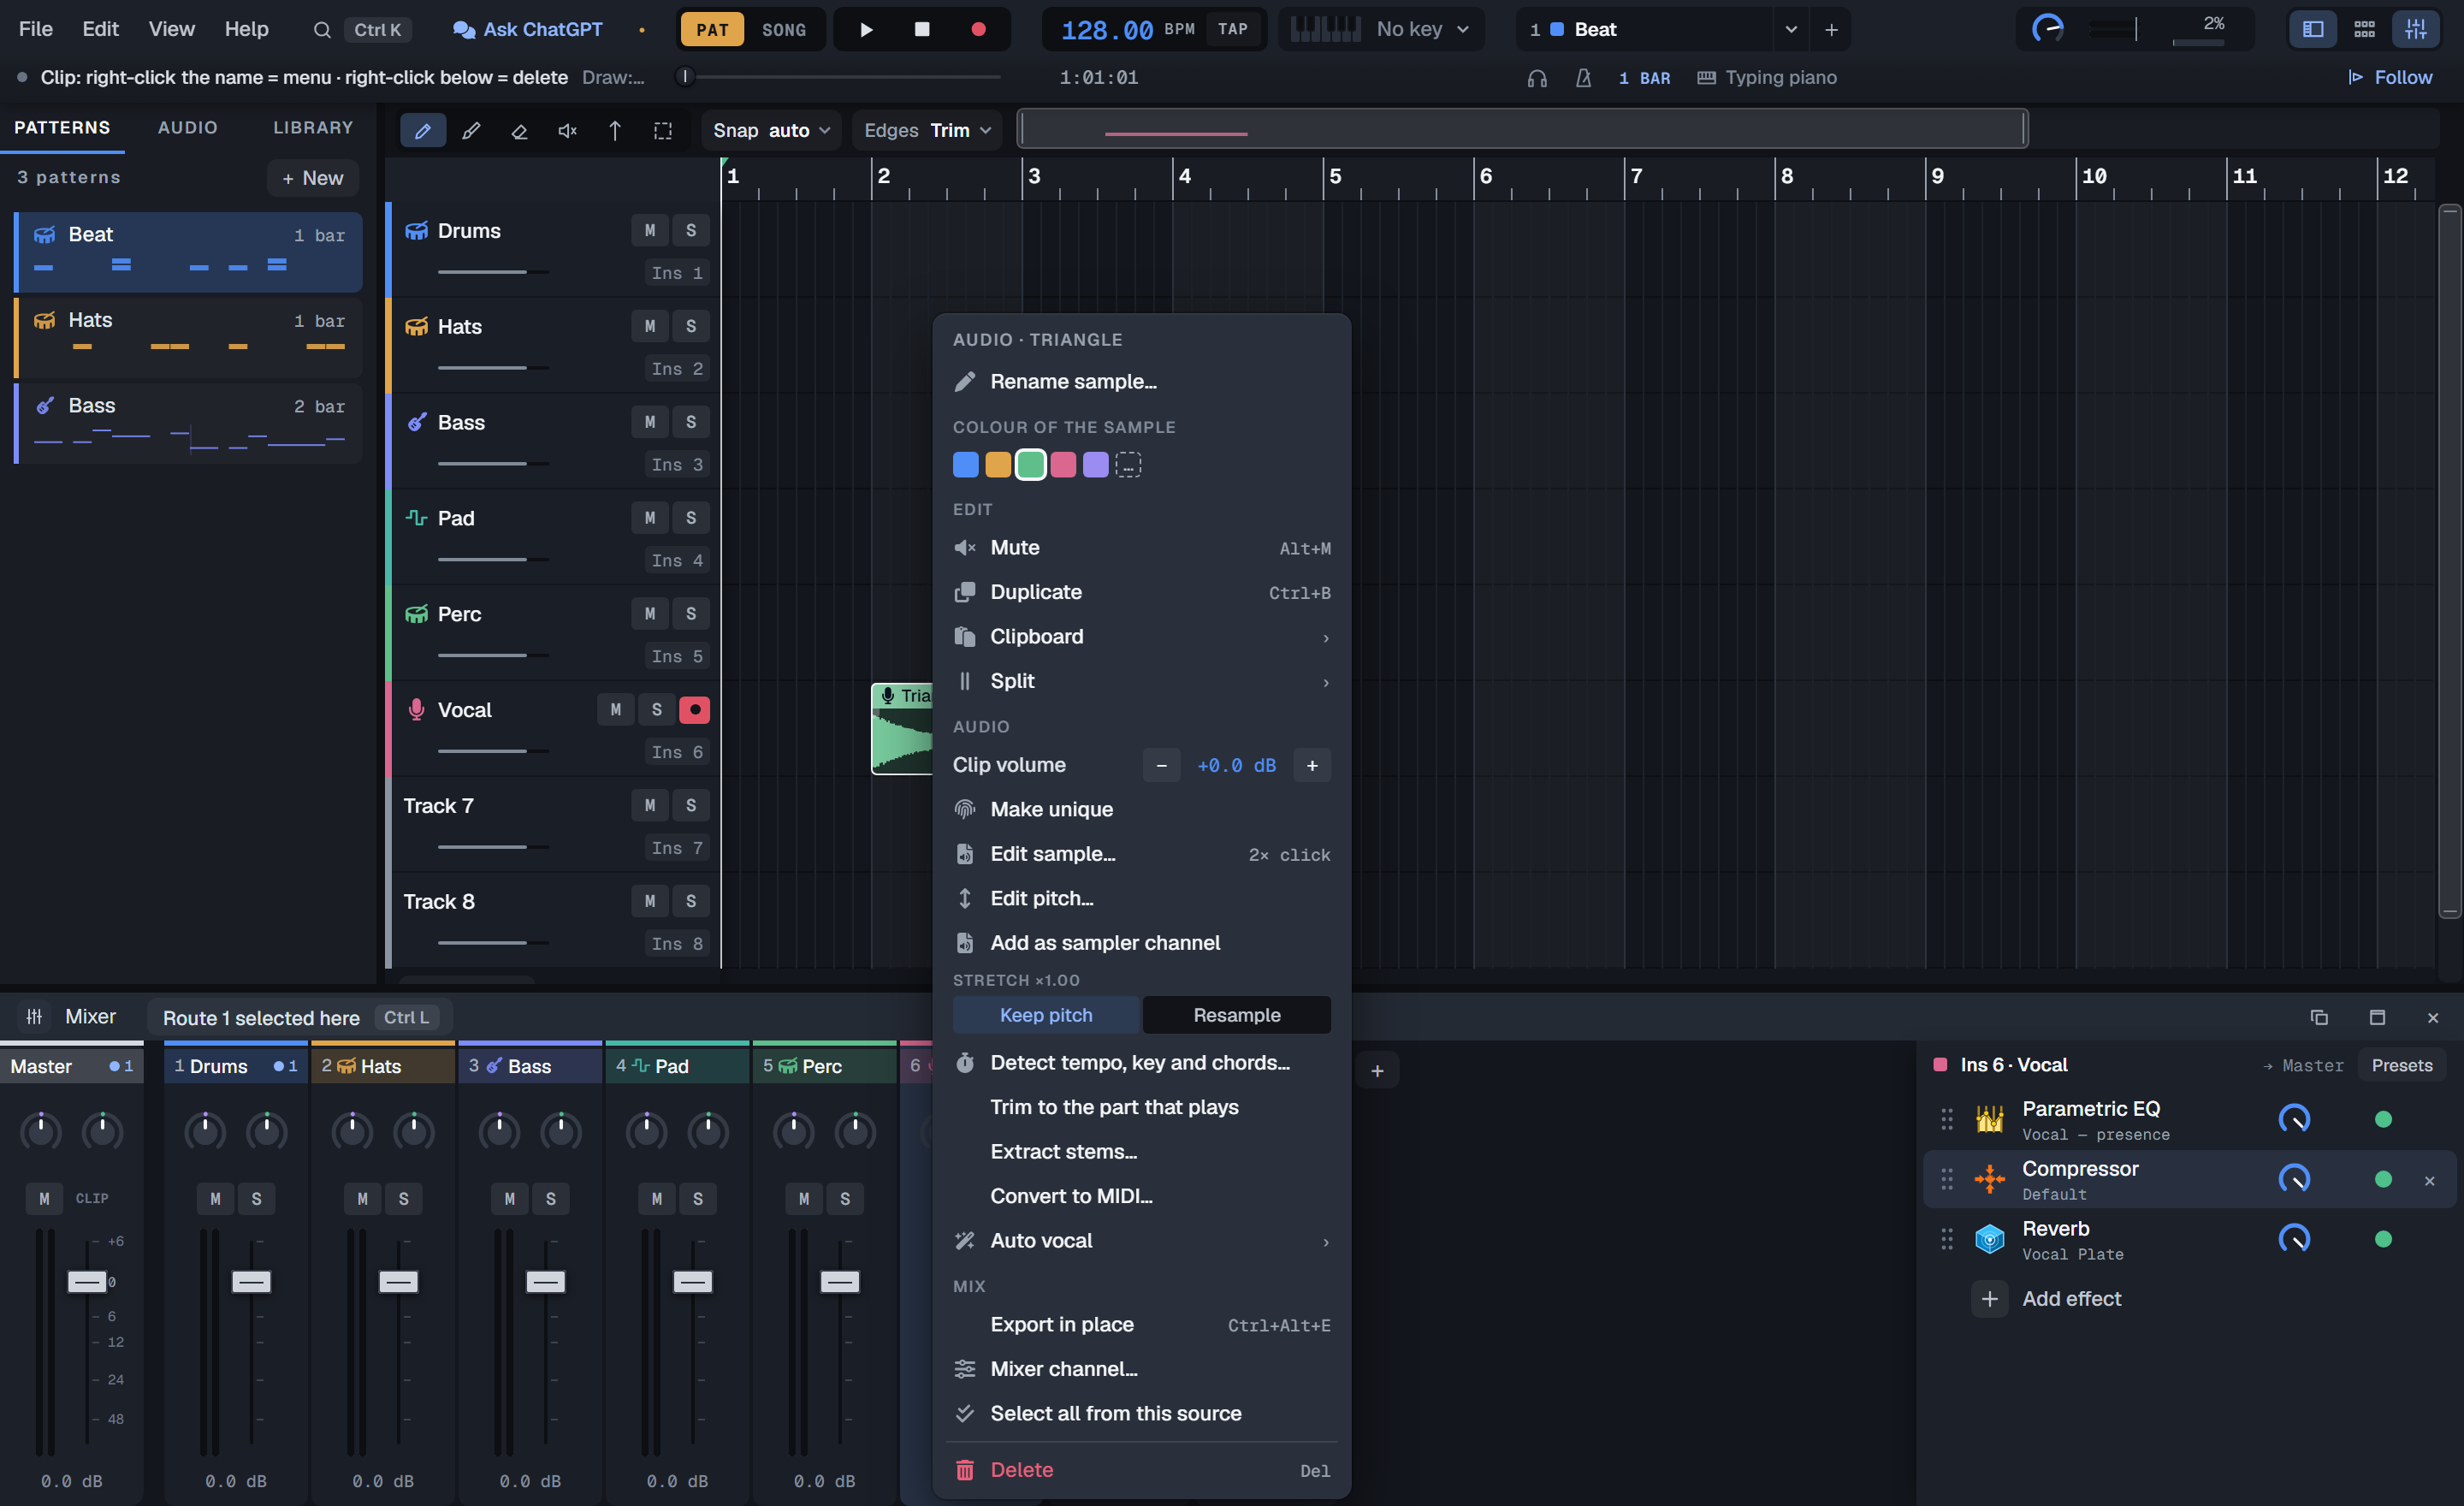 File Edit View Help Ctrl K Ask ChatGPT PAT SONG 128.00 BPM TAP No key 1 Beat + 2%
Clip: right-click the name = menu · right-click below = delete Draw:... 1:01:01 1 BAR Typing piano Follow
PATTERNS AUDIO LIBRARY
Snap auto Edges Trim
3 patterns + New
1 2 3 4 5 6 7 8 9 10 11 12
Beat 1 bar
Hats 1 bar
Bass 2 bar
Drums M S
Ins 1
Hats M S
Ins 2
Bass M S
Ins 3
Pad M S
Ins 4
Perc M S
Ins 5
Vocal M S
Ins 6
Track 7 M S
Ins 7
Track 8 M S
Ins 8
AUDIO · TRIANGLE
Rename sample...
COLOUR OF THE SAMPLE
...
EDIT
Mute Alt+M
Duplicate Ctrl+B
Clipboard ›
Split ›
AUDIO
Clip volume − +0.0 dB +
Make unique
Edit sample... 2× click
Edit pitch...
Add as sampler channel
STRETCH ×1.00
Keep pitch Resample
Detect tempo, key and chords...
Trim to the part that plays
Extract stems...
Convert to MIDI...
Auto vocal ›
MIX
Export in place Ctrl+Alt+E
Mixer channel...
Select all from this source
Delete Del
Mixer Route 1 selected here Ctrl L
Master 1 1 Drums 1 2 Hats 3 Bass 4 Pad 5 Perc 6
M CLIP M S M S M S M S M S
+6
0
6
12
24
48
0.0 dB 0.0 dB 0.0 dB 0.0 dB 0.0 dB 0.0 dB
+
Ins 6 · Vocal → Master Presets
Parametric EQ
Vocal — presence
Compressor
Default
Reverb
Vocal Plate
+ Add effect